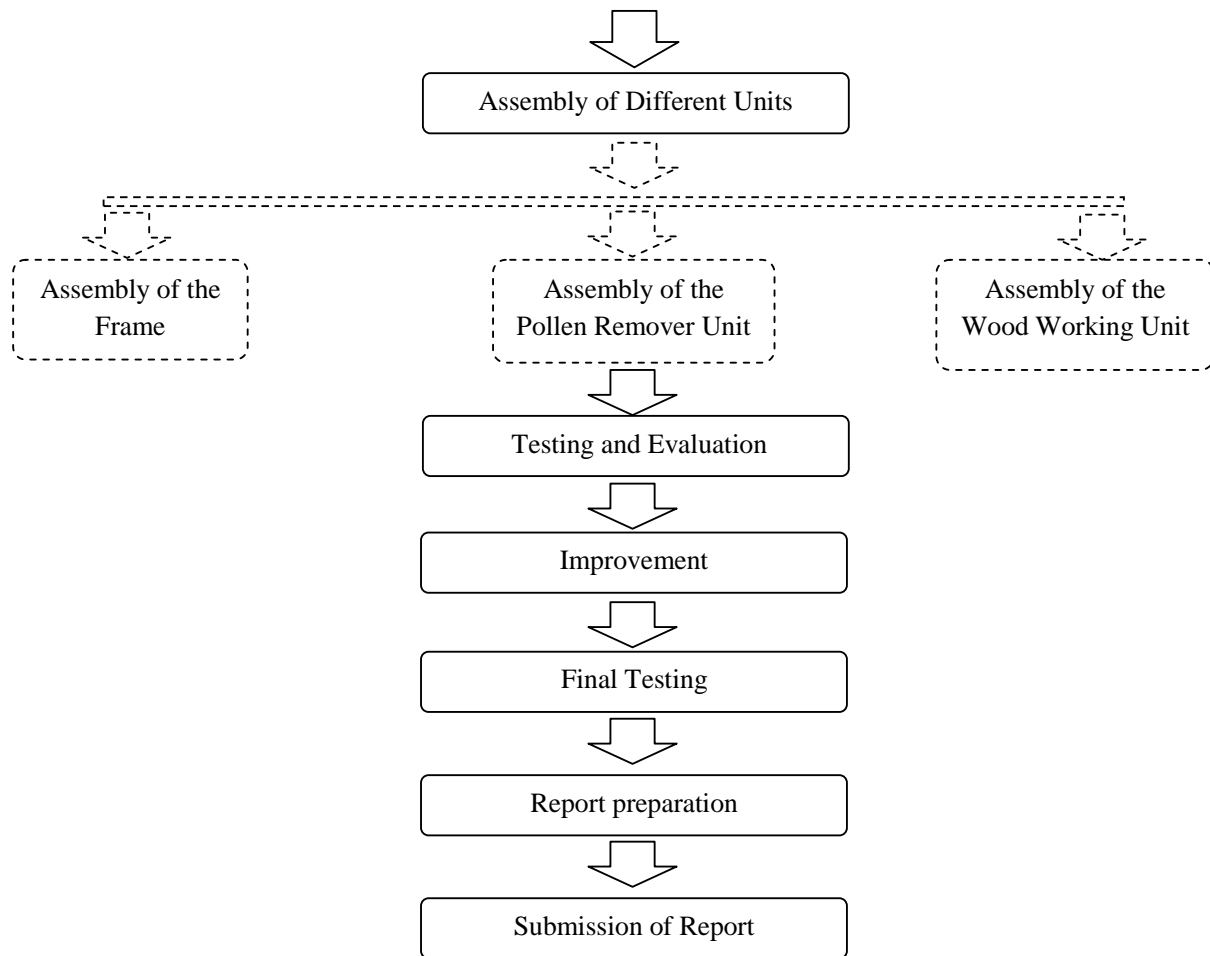 Assembly of Different Units
Assembly of the
Frame
Assembly of the
Pollen Remover Unit
Assembly of the
Wood Working Unit
Testing and Evaluation
Improvement
Final Testing
Report preparation
Submission of Report